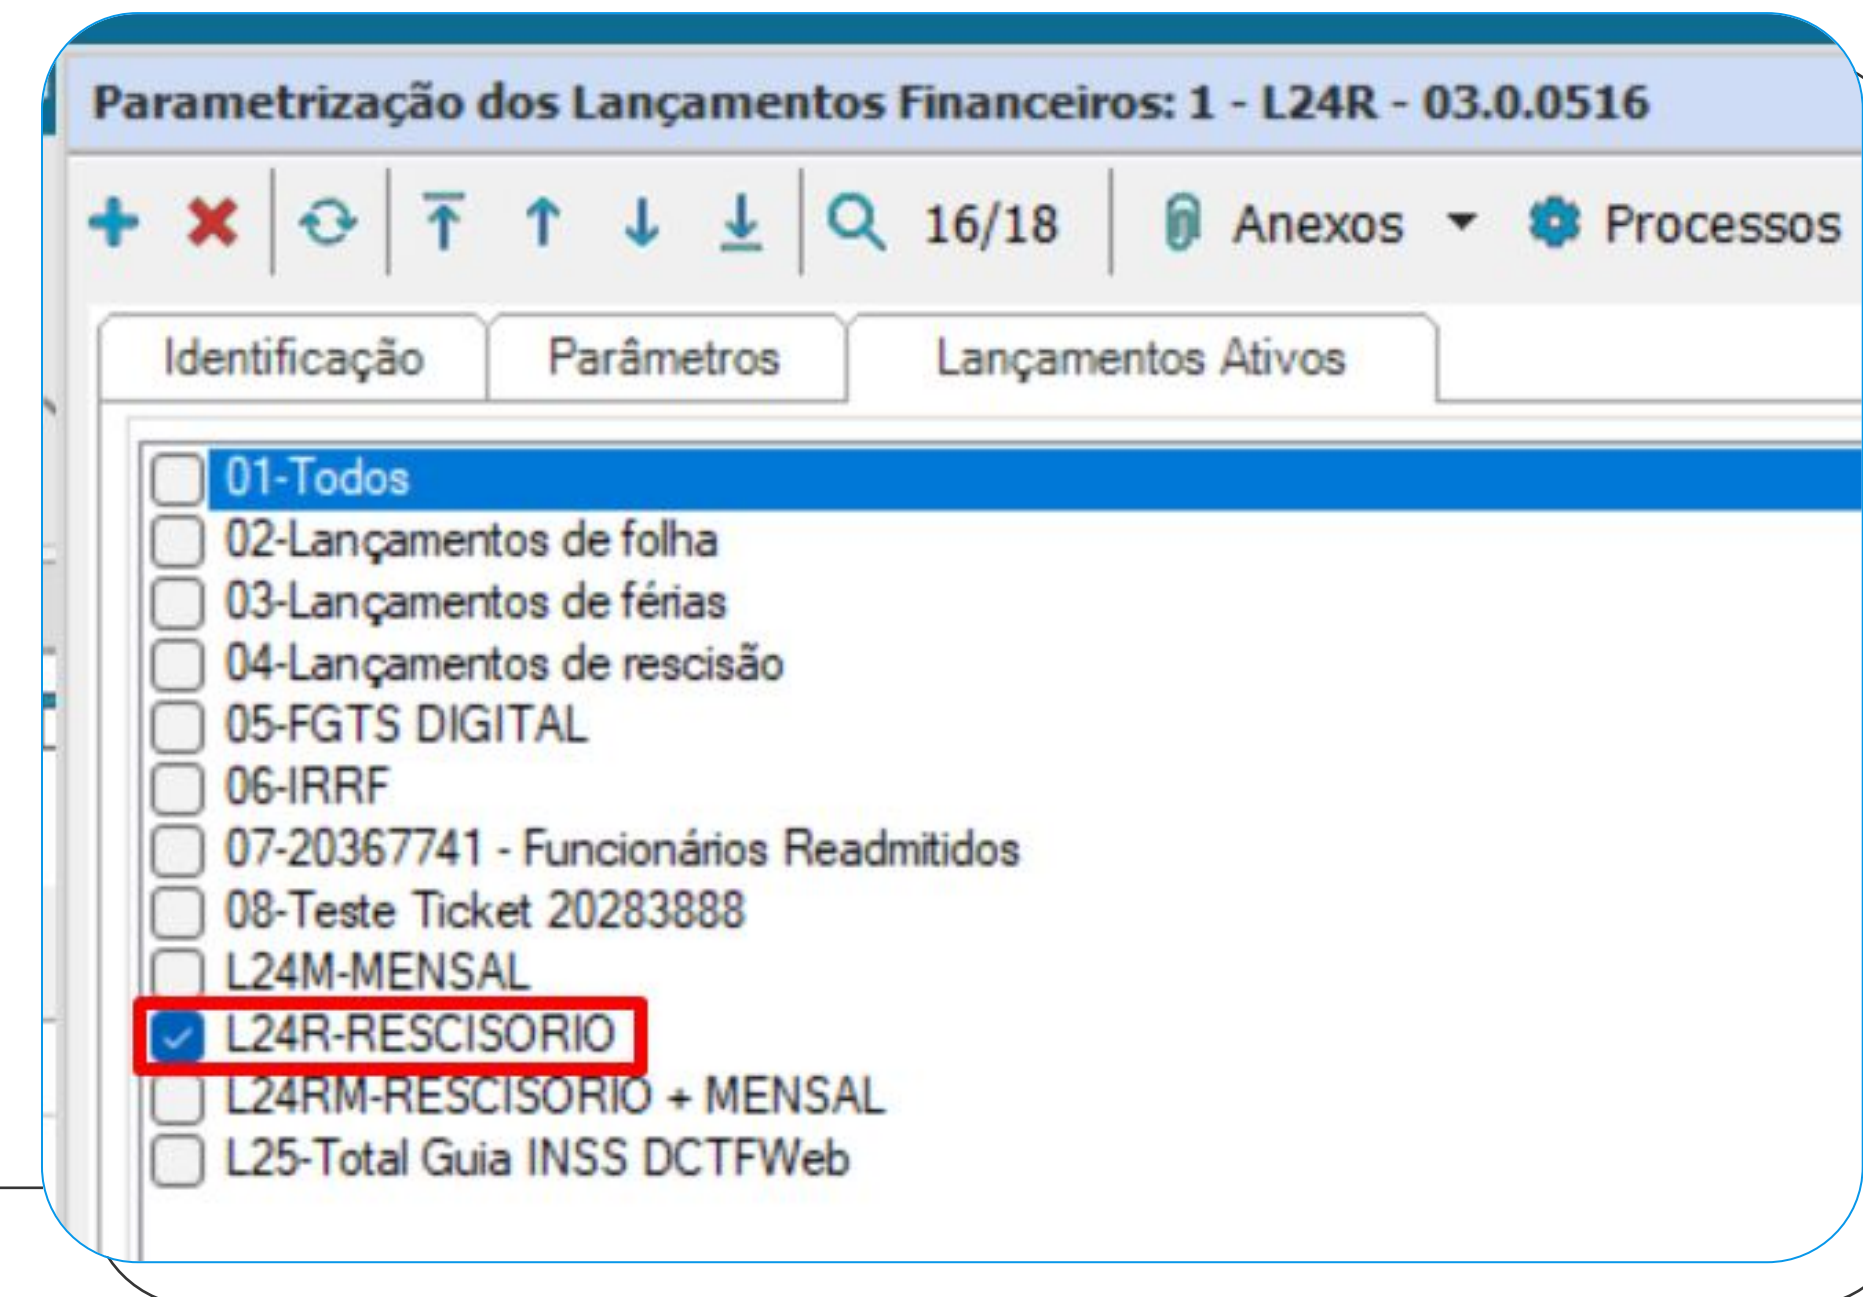 Parametrização dos Lançamentos Financeiros: 1 - L24R - 03.0.0516
16/18 Anexos Processos
Identificação Parâmetros Lançamentos Ativos
01-Todos
02-Lançamentos de folha
03-Lançamentos de férias
04-Lançamentos de rescisão
05-FGTS DIGITAL
06-IRRF
07-20367741 - Funcionários Readmitidos
08-Teste Ticket 20283888
L24M-MENSAL
L24R-RESCISORIO
L24RM-RESCISORIO + MENSAL
L25-Total Guia INSS DCTFWeb